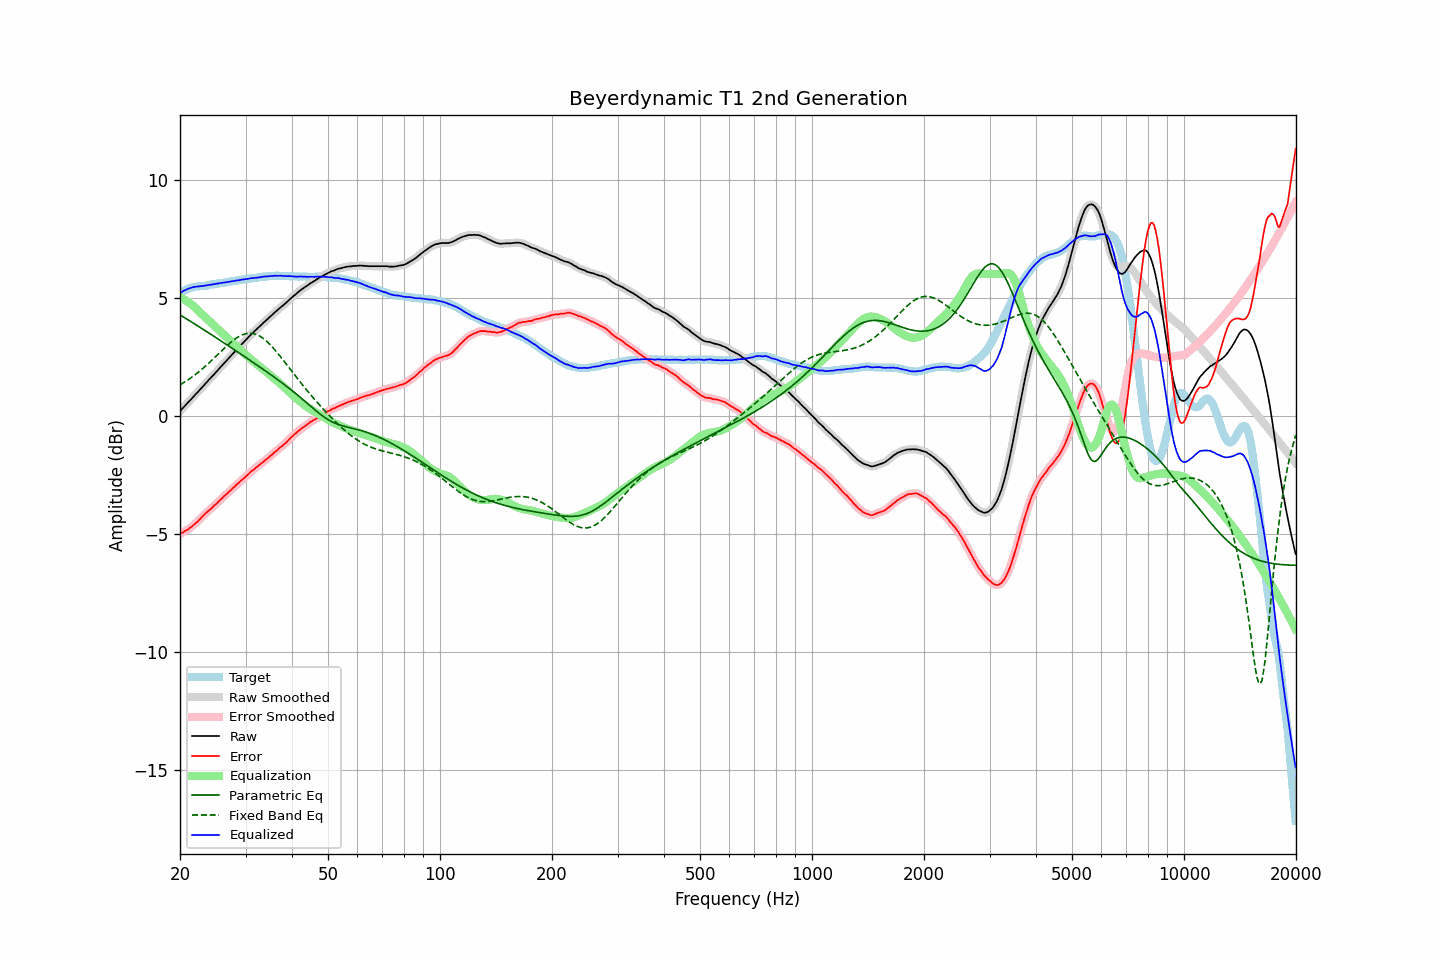 Beyerdynamic T1 2nd Generation
Amplitude (dBr)
10
5
0
−5
−10
−15
Target
Raw Smoothed
Error Smoothed
Raw
Error
Equalization
Parametric Eq
Fixed Band Eq
Equalized
20 50 100 200 500 1000 2000 5000 10000 20000
Frequency (Hz)